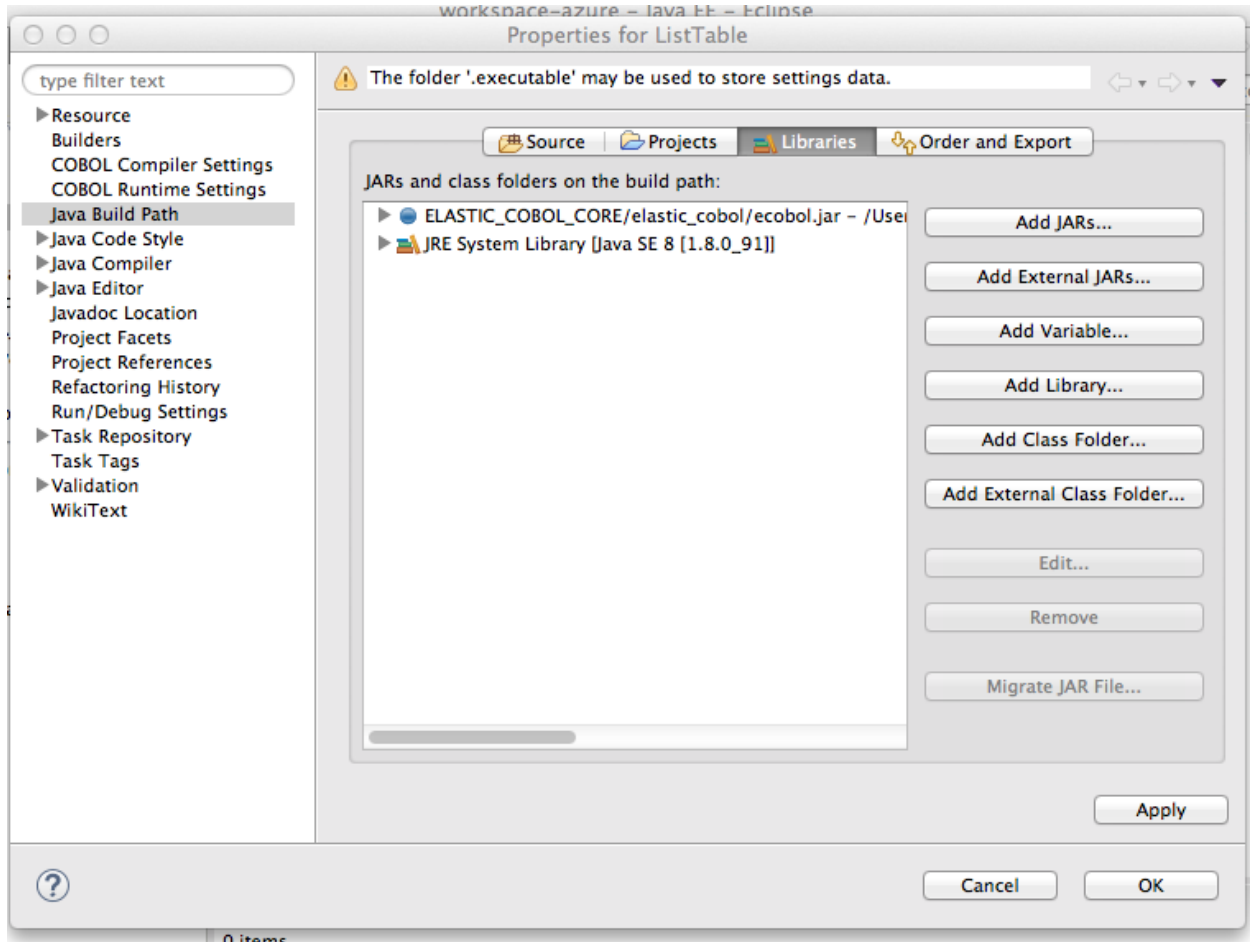 workspace-azure – Java EE – Eclipse
Properties for ListTable
type filter text
The folder '.executable' may be used to store settings data.
Resource
Builders
COBOL Compiler Settings
COBOL Runtime Settings
Java Build Path
Java Code Style
Java Compiler
Java Editor
Javadoc Location
Project Facets
Project References
Refactoring History
Run/Debug Settings
Task Repository
Task Tags
Validation
WikiText
Source Projects Libraries Order and Export
JARs and class folders on the build path:
ELASTIC_COBOL_CORE/elastic_cobol/ecobol.jar – /User
JRE System Library [Java SE 8 [1.8.0_91]]
Add JARs...
Add External JARs...
Add Variable...
Add Library...
Add Class Folder...
Add External Class Folder...
Edit...
Remove
Migrate JAR File...
Apply
?
Cancel
OK
0 items